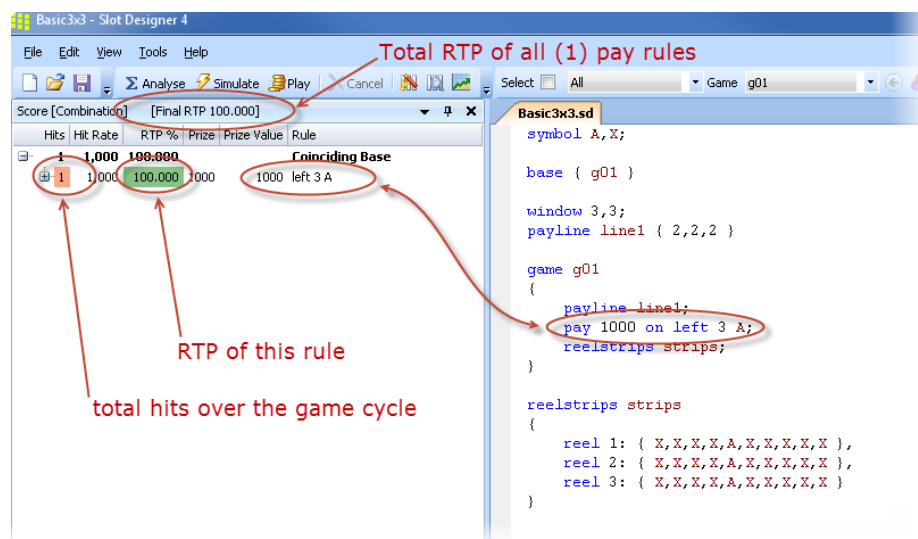 Basic3x3 - Slot Designer 4
File Edit View Tools Help
Total RTP of all (1) pay rules
Σ Analyse Simulate Play Cancel Select All Game g01
Score [Combination] [Final RTP 100.000]
Hits Hit Rate RTP % Prize Prize Value Rule
1 1,000 100.000 Coinciding Base
1 1,000 100.000 1000 1000 left 3 A
RTP of this rule
total hits over the game cycle
Basic3x3.sd
symbol A,X;
base { g01 }
window 3,3;
payline line1 { 2,2,2 }
game g01
{
payline line1;
pay 1000 on left 3 A;
reelstrips strips;
}
reelstrips strips
{
reel 1: { X,X,X,X,A,X,X,X,X,X },
reel 2: { X,X,X,X,A,X,X,X,X,X },
reel 3: { X,X,X,X,A,X,X,X,X,X }
}